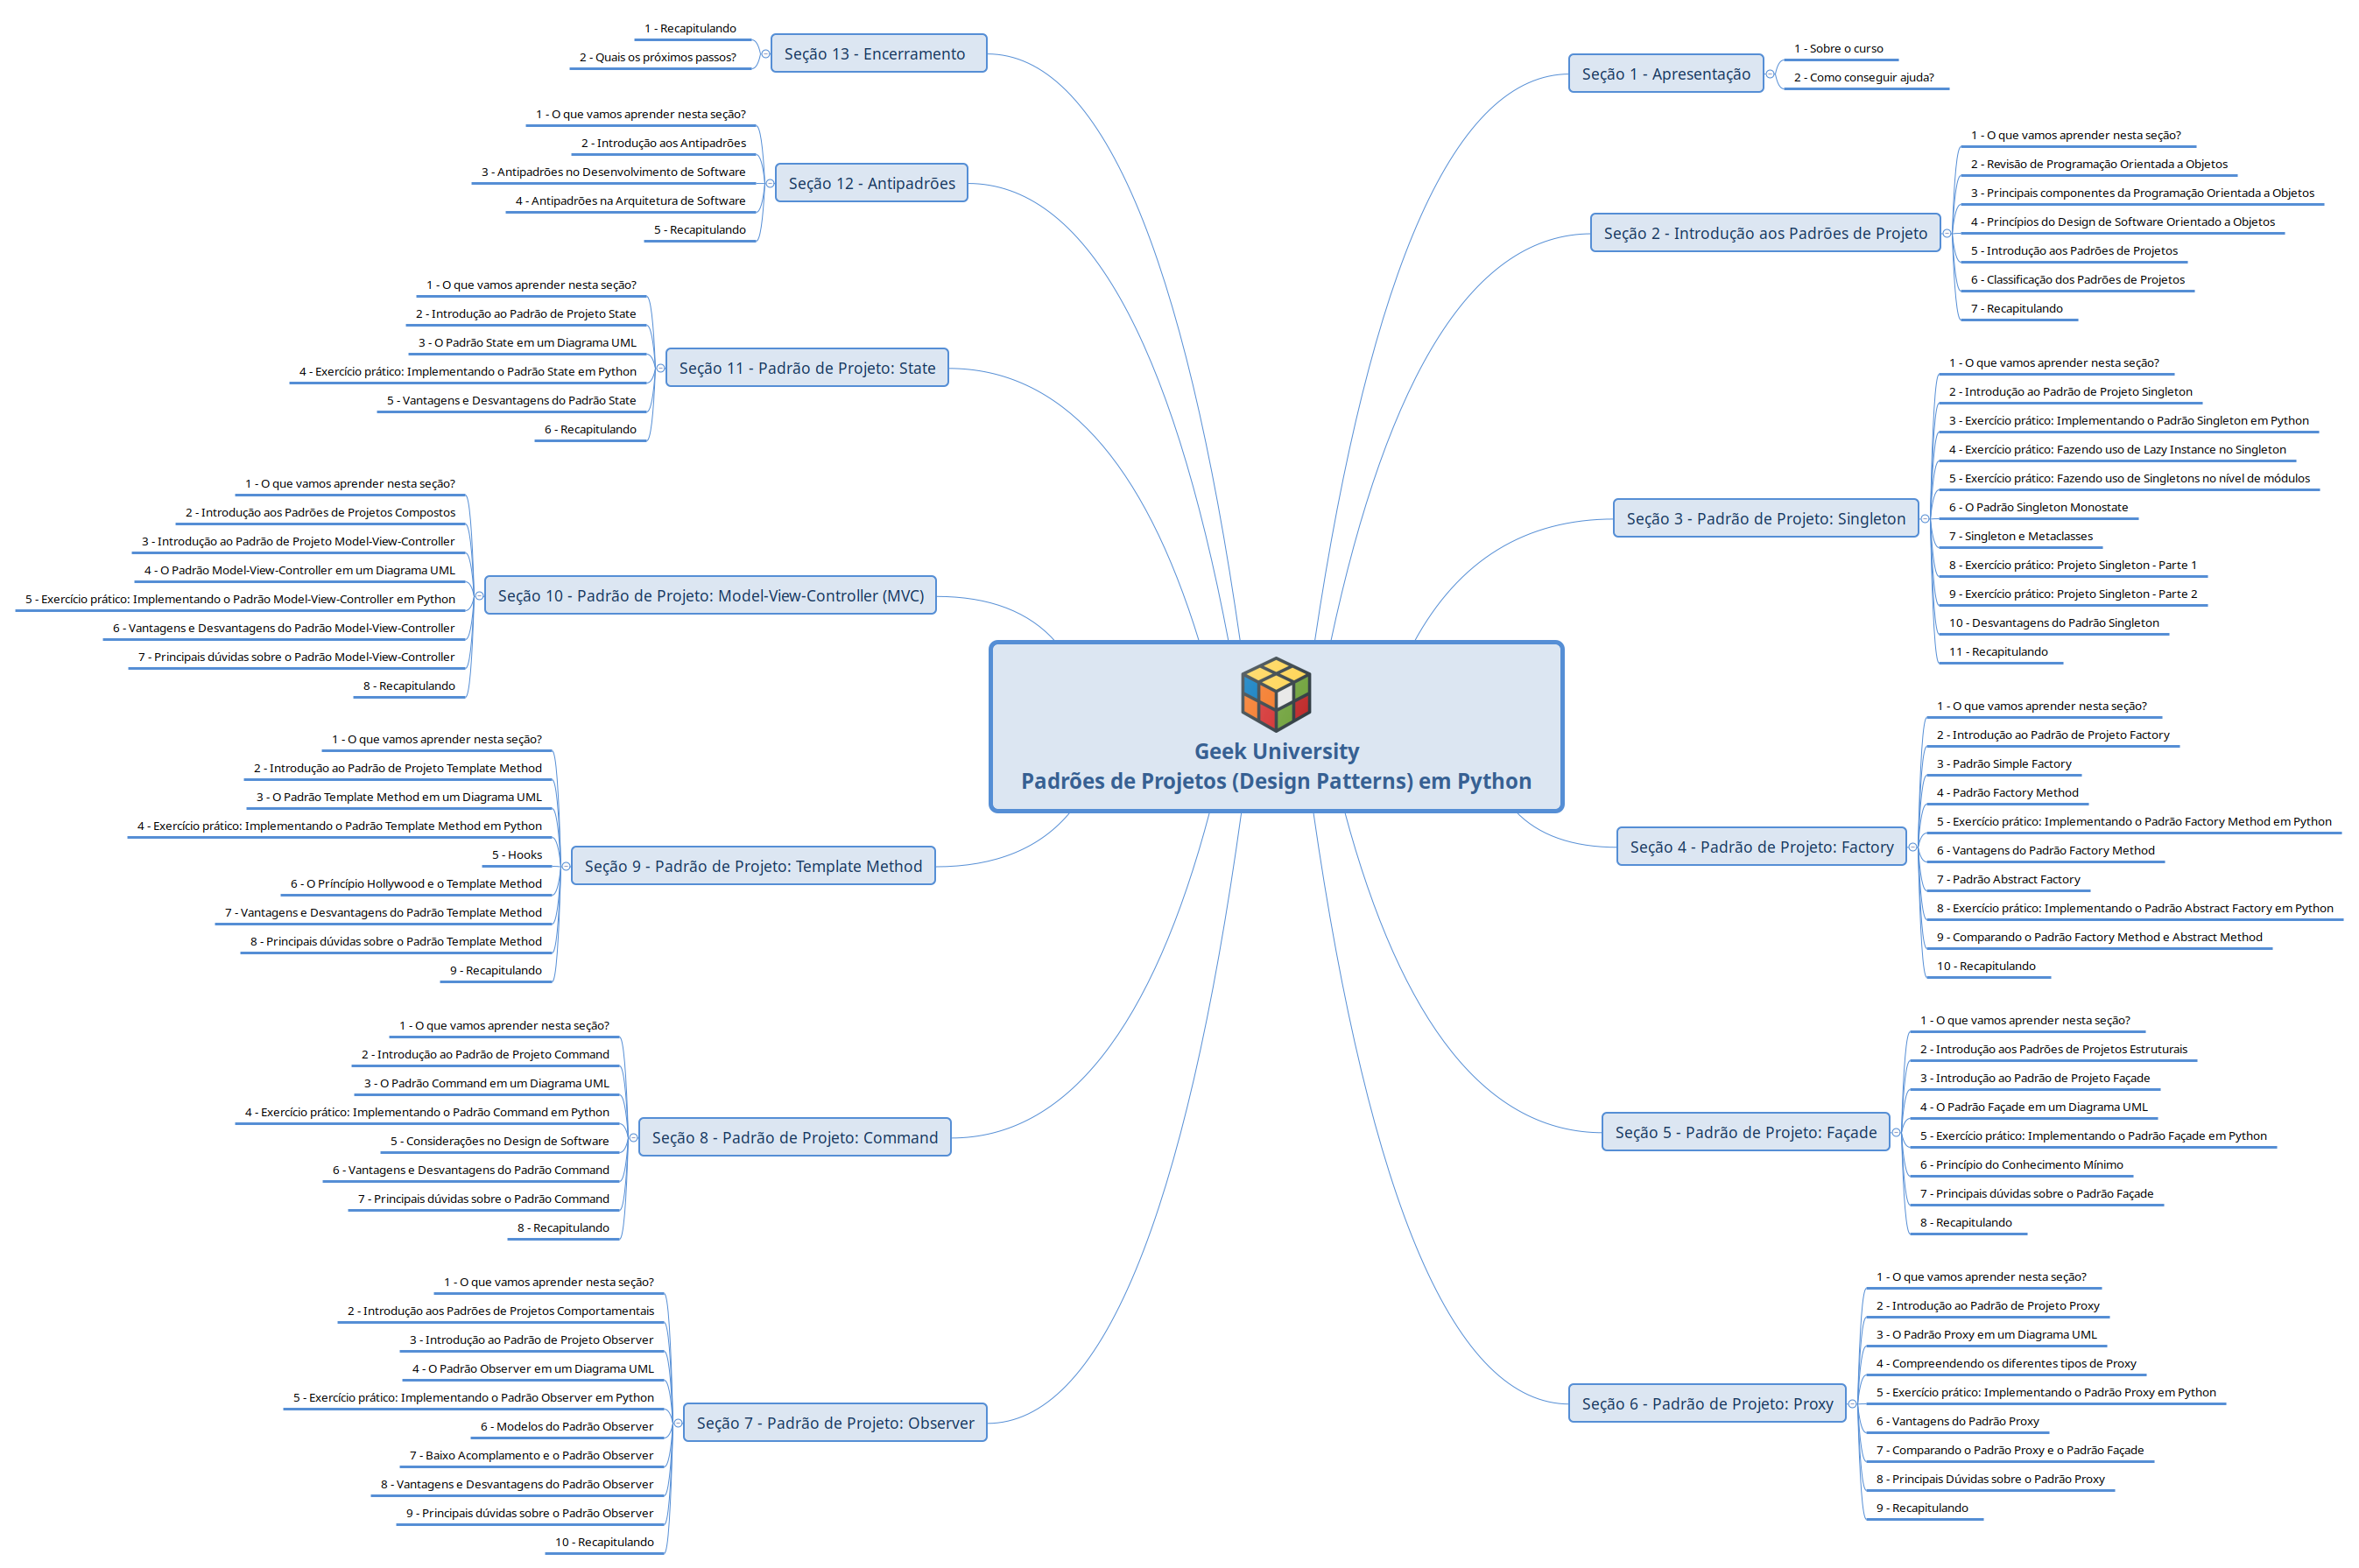 Geek University
Padrões de Projetos (Design Patterns) em Python
Seção 1 - Apresentação
1 - Sobre o curso
2 - Como conseguir ajuda?
Seção 2 - Introdução aos Padrões de Projeto
1 - O que vamos aprender nesta seção?
2 - Revisão de Programação Orientada a Objetos
3 - Principais componentes da Programação Orientada a Objetos
4 - Princípios do Design de Software Orientado a Objetos
5 - Introdução aos Padrões de Projetos
6 - Classificação dos Padrões de Projetos
7 - Recapitulando
Seção 3 - Padrão de Projeto: Singleton
1 - O que vamos aprender nesta seção?
2 - Introdução ao Padrão de Projeto Singleton
3 - Exercício prático: Implementando o Padrão Singleton em Python
4 - Exercício prático: Fazendo uso de Lazy Instance no Singleton
5 - Exercício prático: Fazendo uso de Singletons no nível de módulos
6 - O Padrão Singleton Monostate
7 - Singleton e Metaclasses
8 - Exercício prático: Projeto Singleton - Parte 1
9 - Exercício prático: Projeto Singleton - Parte 2
10 - Desvantagens do Padrão Singleton
11 - Recapitulando
Seção 4 - Padrão de Projeto: Factory
1 - O que vamos aprender nesta seção?
2 - Introdução ao Padrão de Projeto Factory
3 - Padrão Simple Factory
4 - Padrão Factory Method
5 - Exercício prático: Implementando o Padrão Factory Method em Python
6 - Vantagens do Padrão Factory Method
7 - Padrão Abstract Factory
8 - Exercício prático: Implementando o Padrão Abstract Factory em Python
9 - Comparando o Padrão Factory Method e Abstract Method
10 - Recapitulando
Seção 5 - Padrão de Projeto: Façade
1 - O que vamos aprender nesta seção?
2 - Introdução aos Padrões de Projetos Estruturais
3 - Introdução ao Padrão de Projeto Façade
4 - O Padrão Façade em um Diagrama UML
5 - Exercício prático: Implementando o Padrão Façade em Python
6 - Princípio do Conhecimento Mínimo
7 - Principais dúvidas sobre o Padrão Façade
8 - Recapitulando
Seção 6 - Padrão de Projeto: Proxy
1 - O que vamos aprender nesta seção?
2 - Introdução ao Padrão de Projeto Proxy
3 - O Padrão Proxy em um Diagrama UML
4 - Compreendendo os diferentes tipos de Proxy
5 - Exercício prático: Implementando o Padrão Proxy em Python
6 - Vantagens do Padrão Proxy
7 - Comparando o Padrão Proxy e o Padrão Façade
8 - Principais Dúvidas sobre o Padrão Proxy
9 - Recapitulando
Seção 7 - Padrão de Projeto: Observer
1 - O que vamos aprender nesta seção?
2 - Introdução aos Padrões de Projetos Comportamentais
3 - Introdução ao Padrão de Projeto Observer
4 - O Padrão Observer em um Diagrama UML
5 - Exercício prático: Implementando o Padrão Observer em Python
6 - Modelos do Padrão Observer
7 - Baixo Acomplamento e o Padrão Observer
8 - Vantagens e Desvantagens do Padrão Observer
9 - Principais dúvidas sobre o Padrão Observer
10 - Recapitulando
Seção 8 - Padrão de Projeto: Command
1 - O que vamos aprender nesta seção?
2 - Introdução ao Padrão de Projeto Command
3 - O Padrão Command em um Diagrama UML
4 - Exercício prático: Implementando o Padrão Command em Python
5 - Considerações no Design de Software
6 - Vantagens e Desvantagens do Padrão Command
7 - Principais dúvidas sobre o Padrão Command
8 - Recapitulando
Seção 9 - Padrão de Projeto: Template Method
1 - O que vamos aprender nesta seção?
2 - Introdução ao Padrão de Projeto Template Method
3 - O Padrão Template Method em um Diagrama UML
4 - Exercício prático: Implementando o Padrão Template Method em Python
5 - Hooks
6 - O Príncípio Hollywood e o Template Method
7 - Vantagens e Desvantagens do Padrão Template Method
8 - Principais dúvidas sobre o Padrão Template Method
9 - Recapitulando
Seção 10 - Padrão de Projeto: Model-View-Controller (MVC)
1 - O que vamos aprender nesta seção?
2 - Introdução aos Padrões de Projetos Compostos
3 - Introdução ao Padrão de Projeto Model-View-Controller
4 - O Padrão Model-View-Controller em um Diagrama UML
5 - Exercício prático: Implementando o Padrão Model-View-Controller em Python
6 - Vantagens e Desvantagens do Padrão Model-View-Controller
7 - Principais dúvidas sobre o Padrão Model-View-Controller
8 - Recapitulando
Seção 11 - Padrão de Projeto: State
1 - O que vamos aprender nesta seção?
2 - Introdução ao Padrão de Projeto State
3 - O Padrão State em um Diagrama UML
4 - Exercício prático: Implementando o Padrão State em Python
5 - Vantagens e Desvantagens do Padrão State
6 - Recapitulando
Seção 12 - Antipadrões
1 - O que vamos aprender nesta seção?
2 - Introdução aos Antipadrões
3 - Antipadrões no Desenvolvimento de Software
4 - Antipadrões na Arquitetura de Software
5 - Recapitulando
Seção 13 - Encerramento
1 - Recapitulando
2 - Quais os próximos passos?